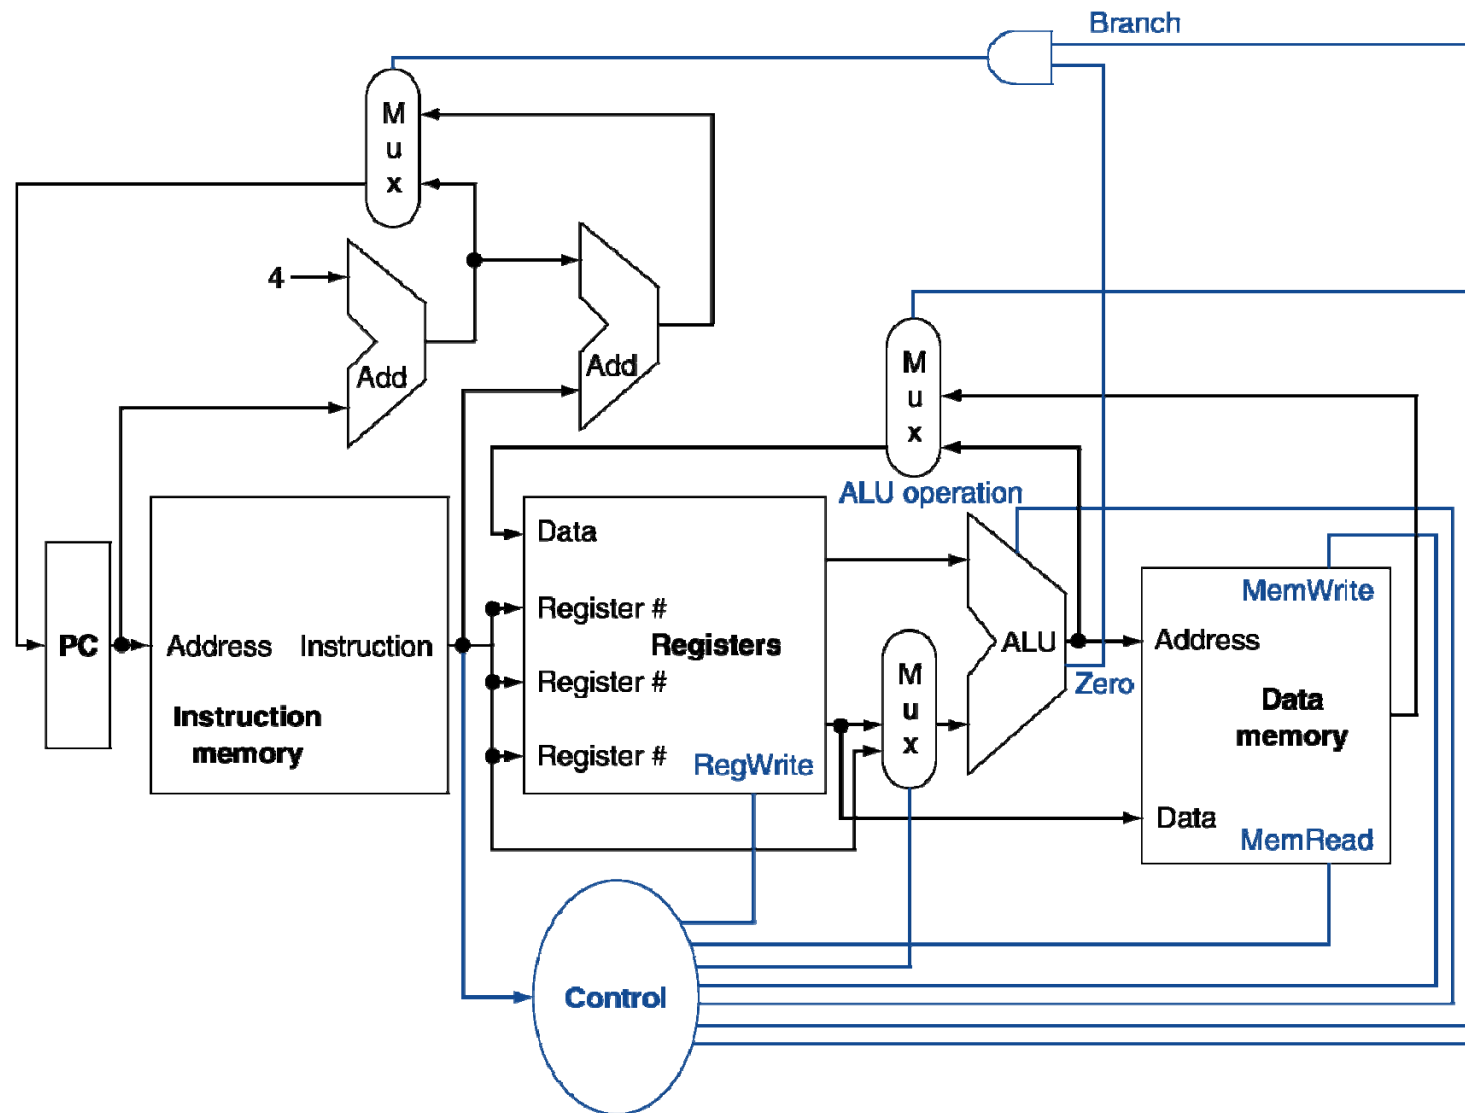 Branch
M
u
x
4
Add
Add
M
u
x
ALU operation
Data
Register #
Registers
Register #
Register #
RegWrite
PC
Address
Instruction
Instruction
memory
M
u
x
ALU
Zero
MemWrite
Address
Data
memory
Data
MemRead
Control